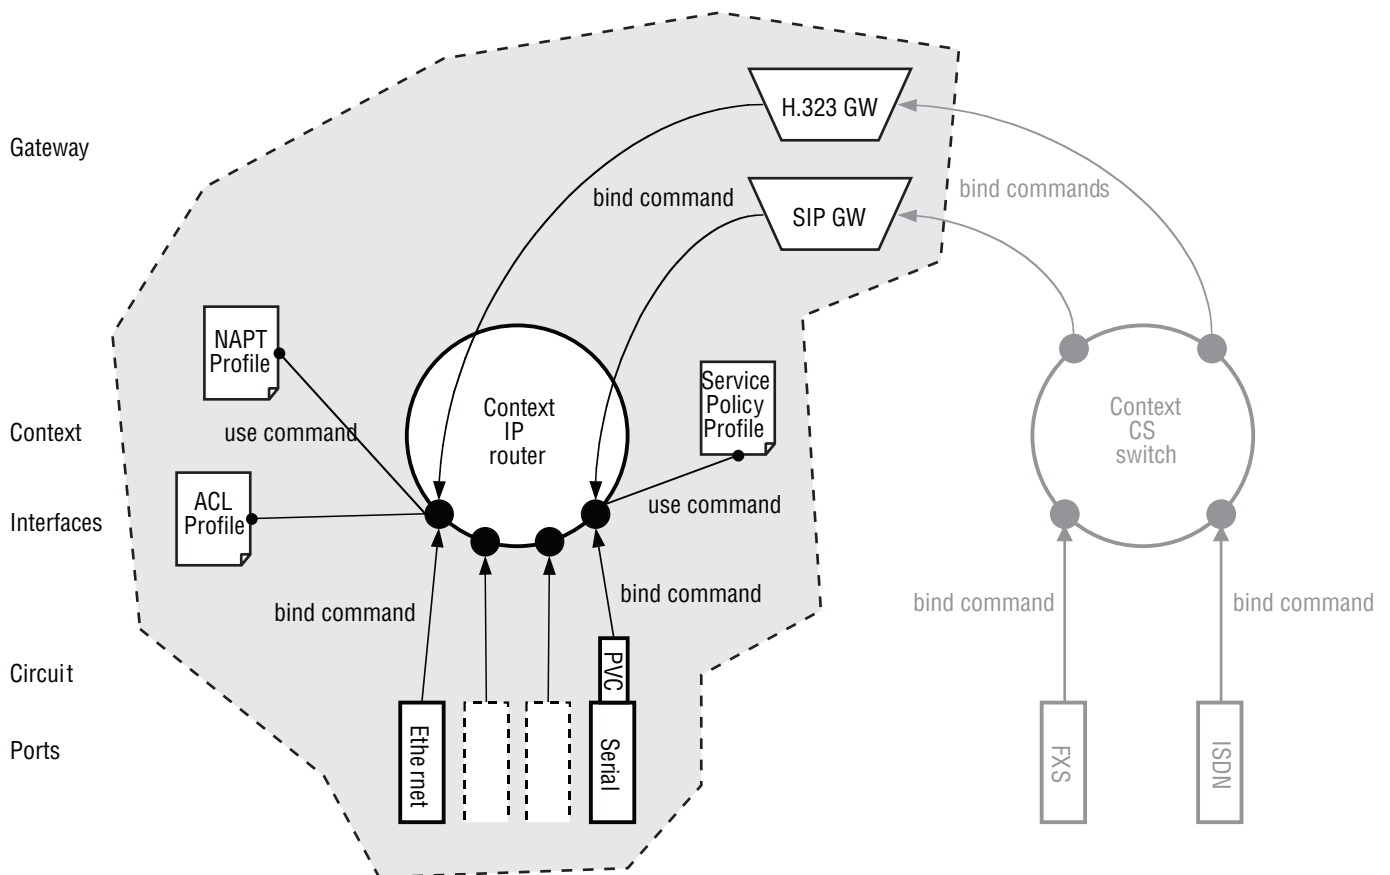 H.323 GW
Gateway
bind command
bind commands
SIP GW
NAPT
Profile
Service
Policy
Profile
Context
IP
router
Context
CS
switch
Context
use command
ACL
Profile
use command
Interfaces
bind command
bind command
bind command
bind command
Circuit
PVC
Ports
Ethe rnet
Serial
FXS
ISDN